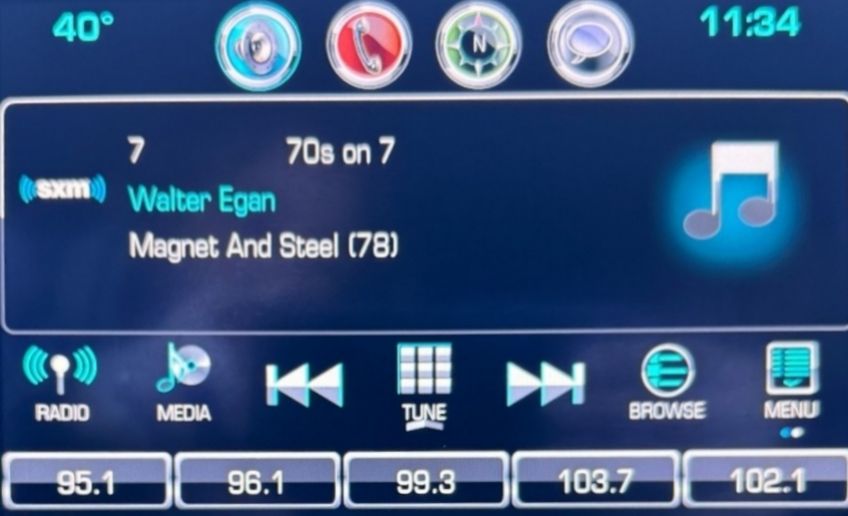 40° N 11:34
7 70s on 7
sxm
Walter Egan
Magnet And Steel (78)
RADIO MEDIA TUNE BROWSE MENU
95.1 96.1 99.3 103.7 102.1